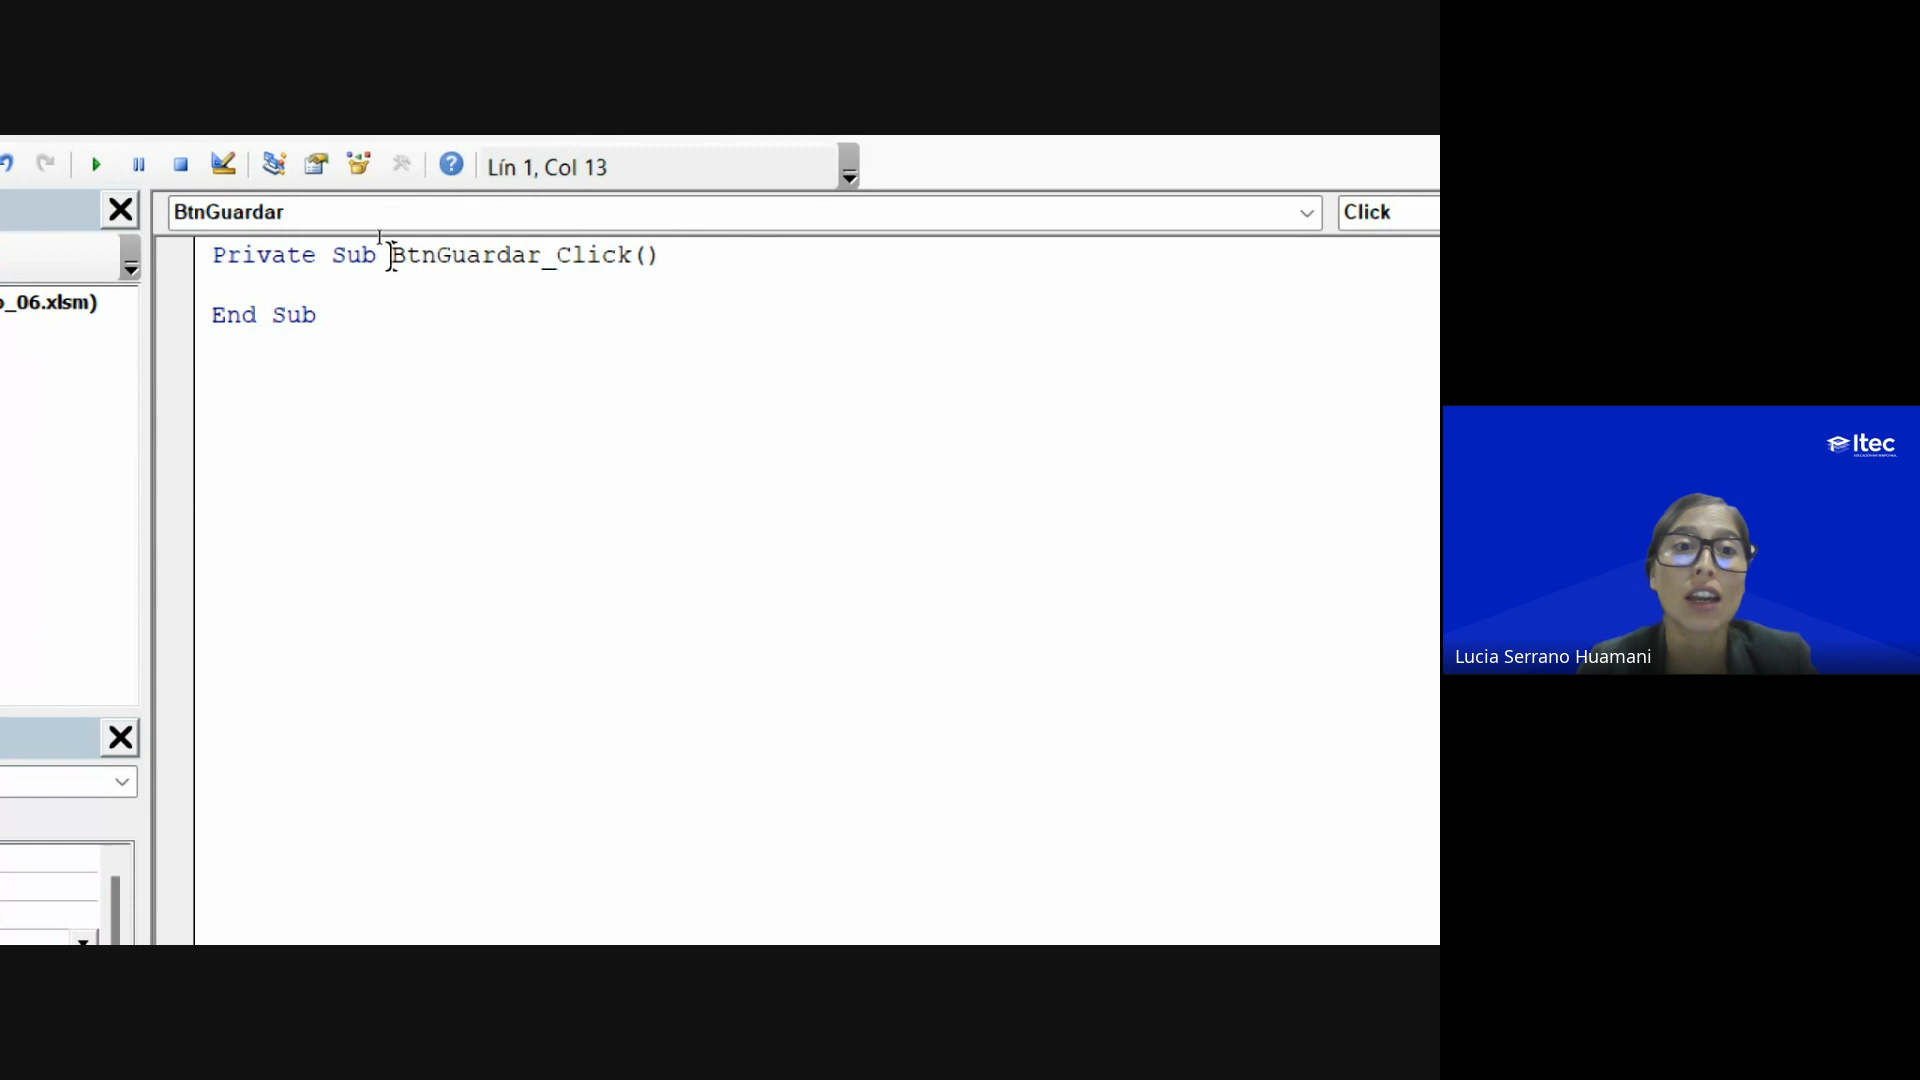 Lín 1, Col 13
BtnGuardar
Click
Private Sub BtnGuardar_Click()
_06.xlsm)
End Sub
Itec
Lucia Serrano Huamani